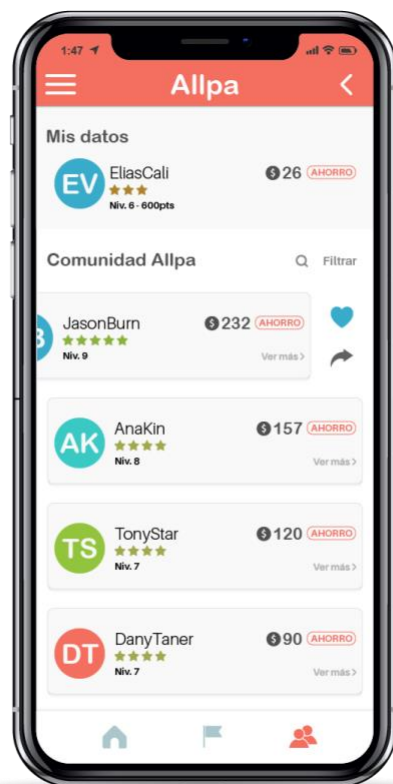 1:47
Allpa
Mis datos
EV
EliasCali
$26 AHORRO
Niv. 6 - 600pts
Comunidad Allpa
Filtrar
B
JasonBurn
$232 AHORRO
Niv. 9
Ver más >
AK
AnaKin
$157 AHORRO
Niv. 8
Ver más >
TS
TonyStar
$120 AHORRO
Niv. 7
Ver más >
DT
DanyTaner
$90 AHORRO
Niv. 7
Ver más >